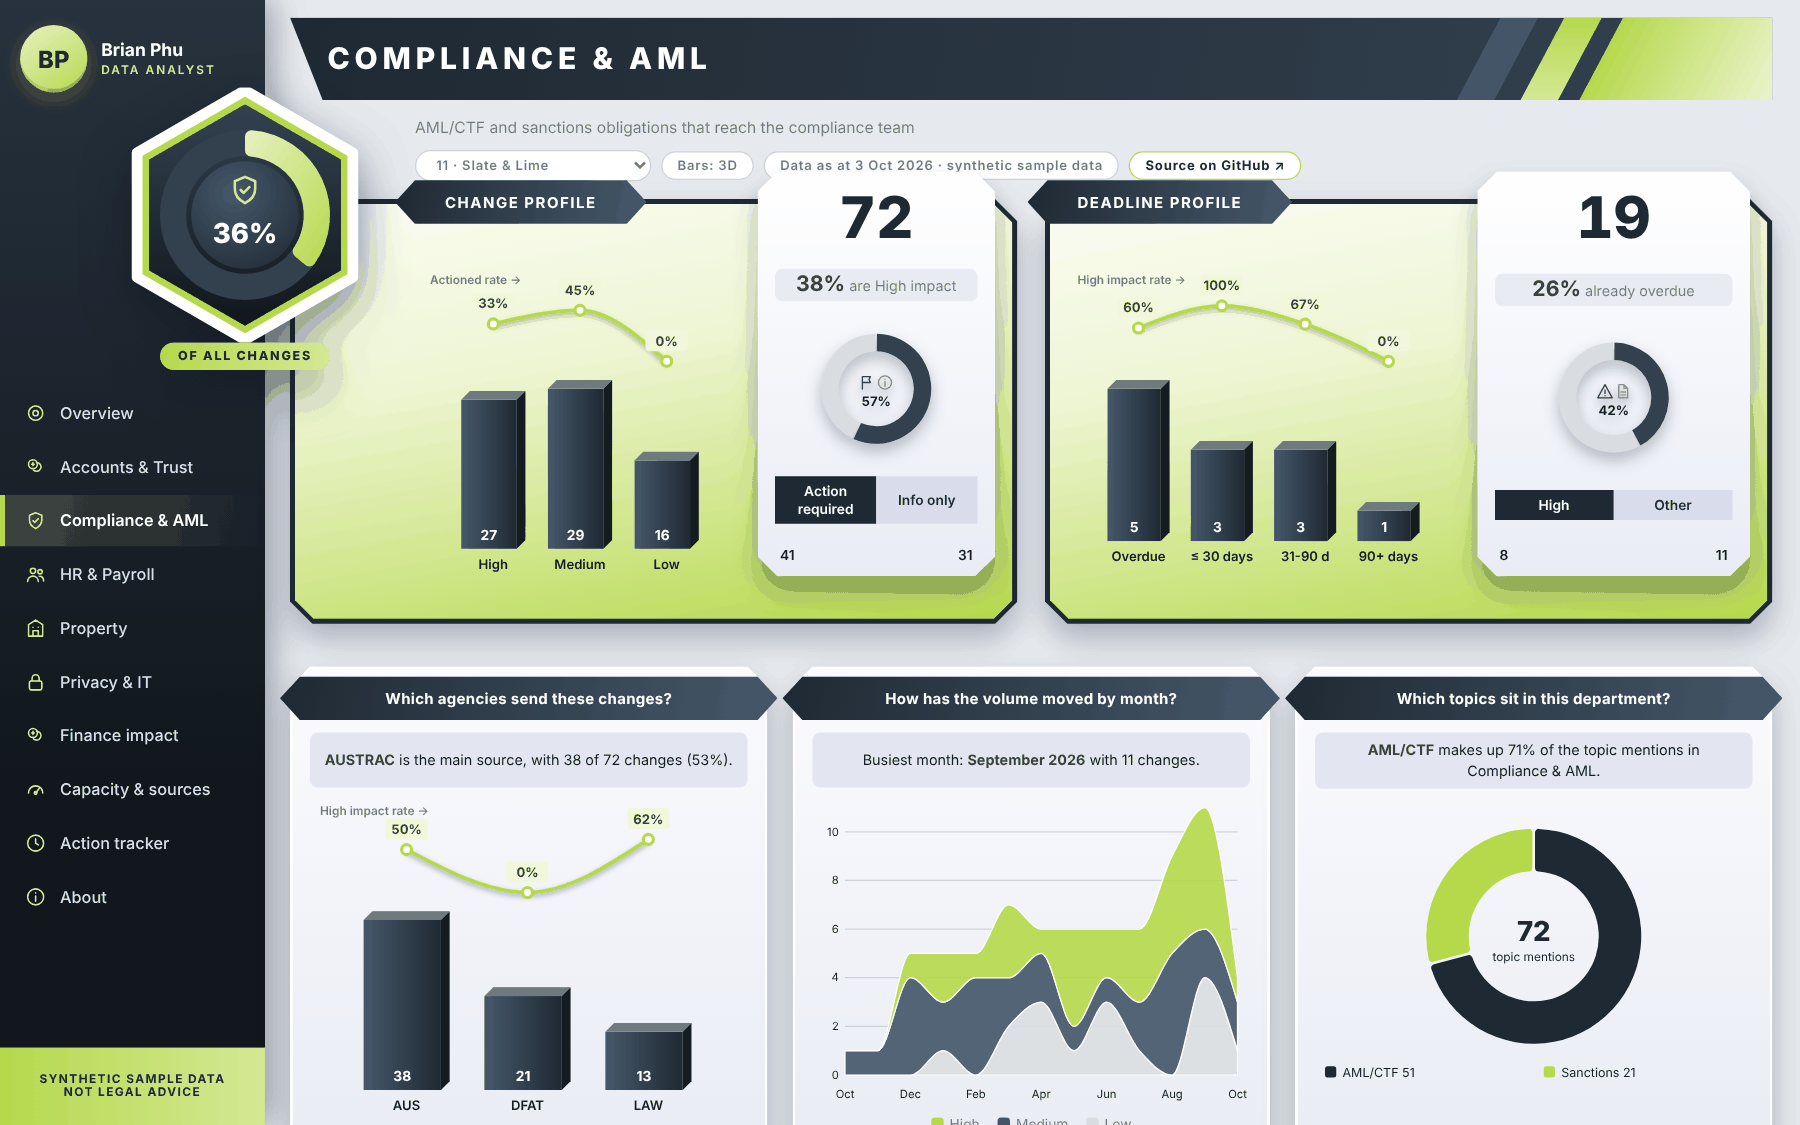 BP
Brian Phu
DATA ANALYST
COMPLIANCE & AML
AML/CTF and sanctions obligations that reach the compliance team
11 · Slate & Lime
Bars: 3D
Data as at 3 Oct 2026 · synthetic sample data
Source on GitHub ↗
36%
OF ALL CHANGES
Overview
Accounts & Trust
Compliance & AML
HR & Payroll
Property
Privacy & IT
Finance impact
Capacity & sources
Action tracker
About
SYNTHETIC SAMPLE DATA
NOT LEGAL ADVICE
CHANGE PROFILE
Actioned rate →
33%
45%
0%
27
29
16
High
Medium
Low
72
38% are High impact
57%
Action
required
Info only
41
31
DEADLINE PROFILE
High impact rate →
60%
100%
67%
0%
5
3
3
1
Overdue
≤ 30 days
31-90 d
90+ days
19
26% already overdue
42%
High
Other
8
11
Which agencies send these changes?
AUSTRAC is the main source, with 38 of 72 changes (53%).
High impact rate →
50%
0%
62%
38
21
13
AUS
DFAT
LAW
How has the volume moved by month?
Busiest month: September 2026 with 11 changes.
10
8
6
4
2
0
Oct
Dec
Feb
Apr
Jun
Aug
Oct
High
Medium
Low
Which topics sit in this department?
AML/CTF makes up 71% of the topic mentions in
Compliance & AML.
72
topic mentions
AML/CTF 51
Sanctions 21